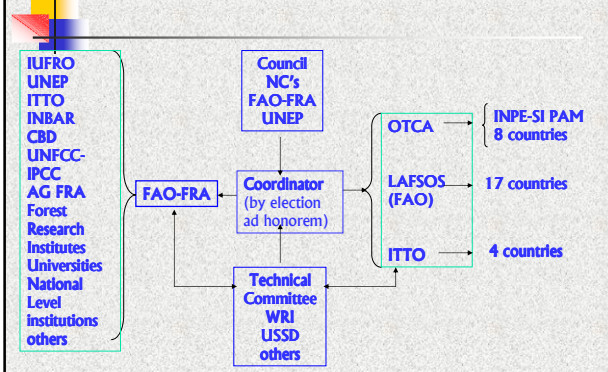 IUFRO
UNEP
ITTO
INBAR
CBD
UNFCC-
IPCC
AG FRA
Forest
Research
Institutes
Universities
National
Level
institutions
others
FAO-FRA
Council
NC's
FAO-FRA
UNEP
Coordinator
(by election
ad honorem)
Technical
Committee
WRI
USSD
others
OTCA
LAFSOS
(FAO)
ITTO
INPE-SI PAM
8 countries
17 countries
4 countries